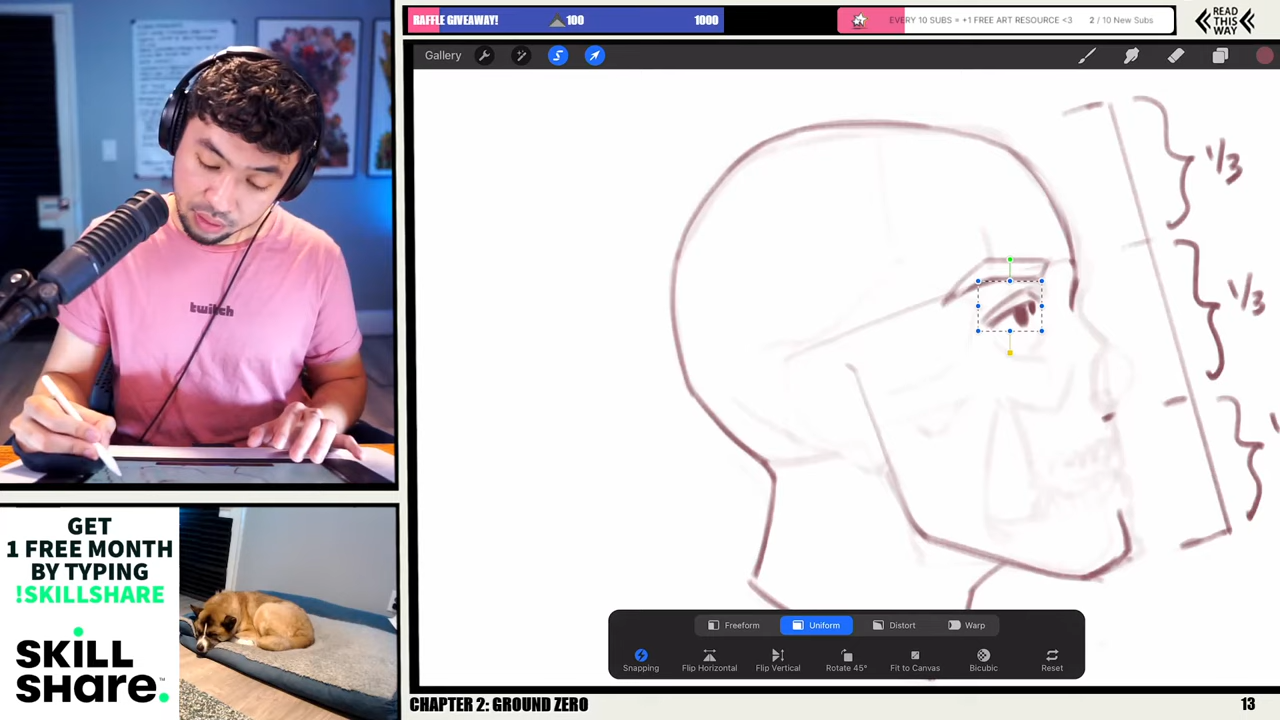 RAFFLE GIVEAWAY!
100
1000
EVERY 10 SUBS = +1 FREE ART RESOURCE <3
2 / 10 New Subs
READ
THIS
WAY
Gallery
S
1/3
1/3
twitch
GET
1 FREE MONTH
BY TYPING
!SKILLSHARE
SKILL
SHaRe.
Freeform
Uniform
Distort
Warp
Snapping
Flip Horizontal
Flip Vertical
Rotate 45°
Fit to Canvas
Bicubic
Reset
CHAPTER 2: GROUND ZERO
13